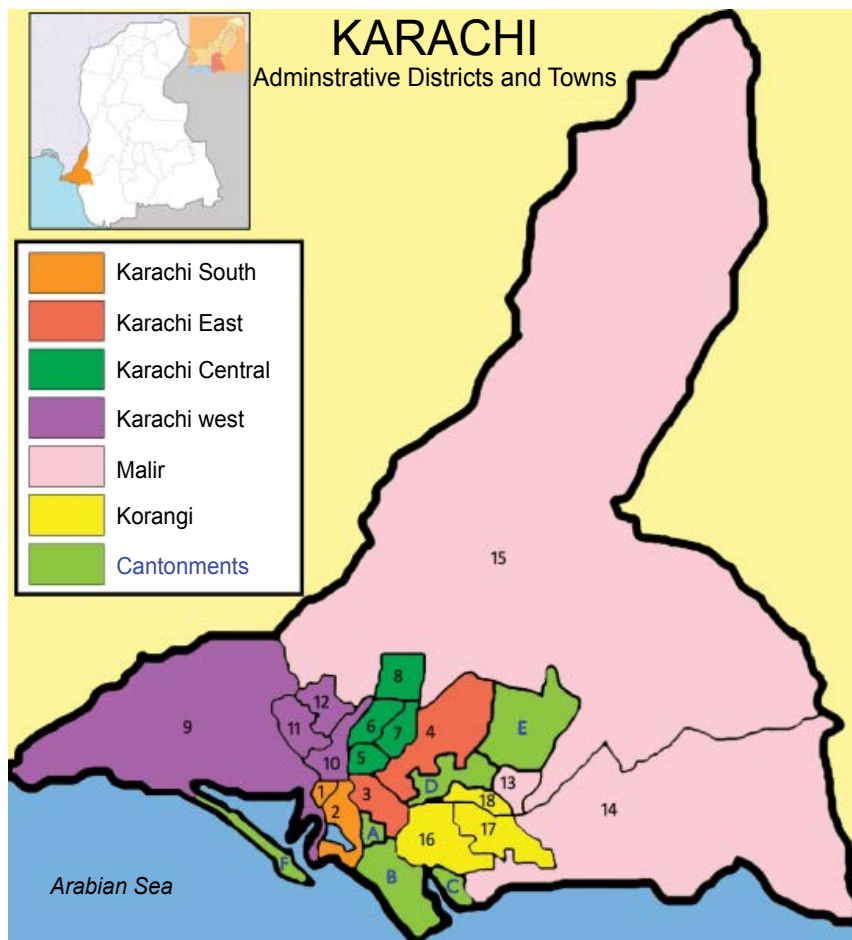 KARACHI
Adminstrative Districts and Towns
Karachi South
Karachi East
Karachi Central
Karachi west
Malir
Korangi
Cantonments
15
8
12
9
11
6
7
4
E
10
5
13
D
1
2
3
18
14
A
16
17
F
B
C
Arabian Sea